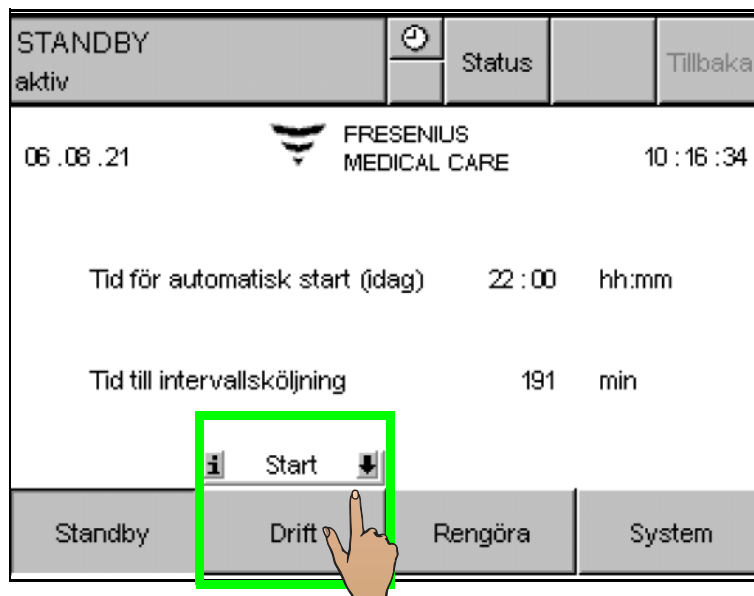 STANDBY
aktiv
Status
Tillbaka
06.08.21
FRESENIUS
MEDICAL CARE
10:16:34
Tid för automatisk start (idag) 22:00 hh:mm
Tid till intervallsköljning 191 min
i Start
Standby
Drift
Rengöra
System